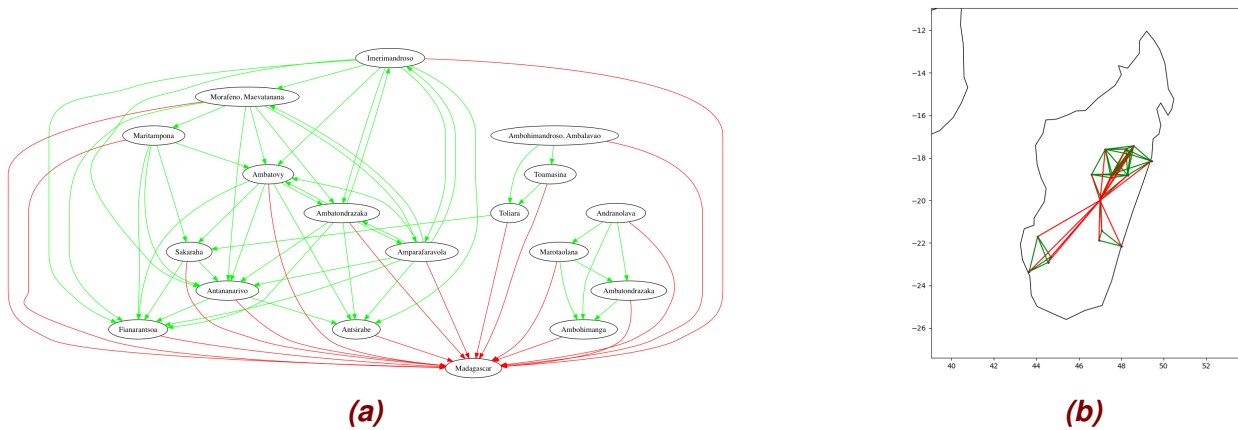 Imerimandroso
Morafeno, Maevatanana
Maritampona
Ambohimandroso, Ambalavao
Ambatovy
Toamasina
Ambatondrazaka
Toliara
Andranolava
Sakaraha
Amparafaravola
Marotaolana
Antananarivo
Ambatondrazaka
Fianarantsoa
Antsirabe
Ambohimanga
Madagascar
(a)
−12
−14
−16
−18
−20
−22
−24
−26
40 42 44 46 48 50 52
(b)